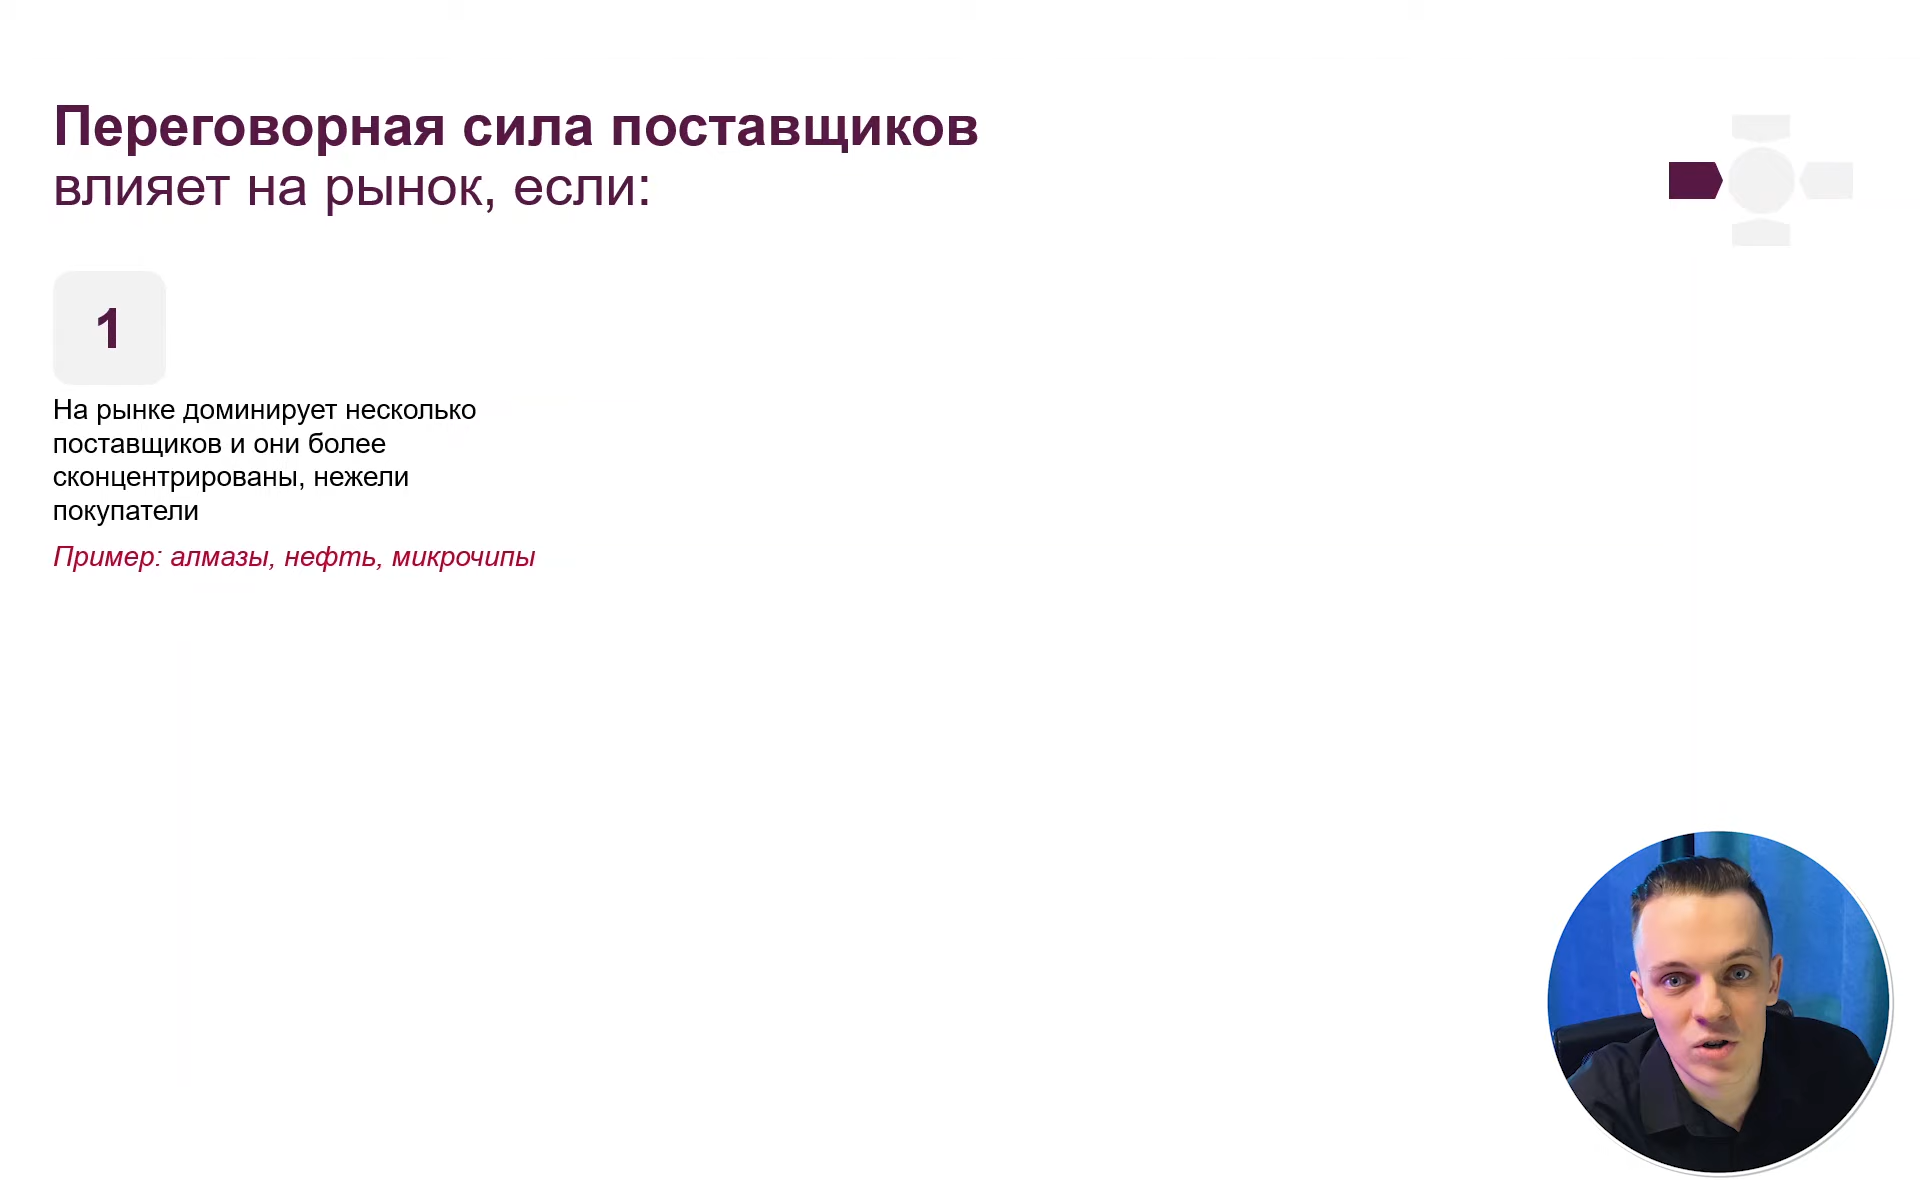 Переговорная сила поставщиков
влияет на рынок, если:
1
На рынке доминирует несколько
поставщиков и они более
сконцентрированы, нежели
покупатели
Пример: алмазы, нефть, микрочипы